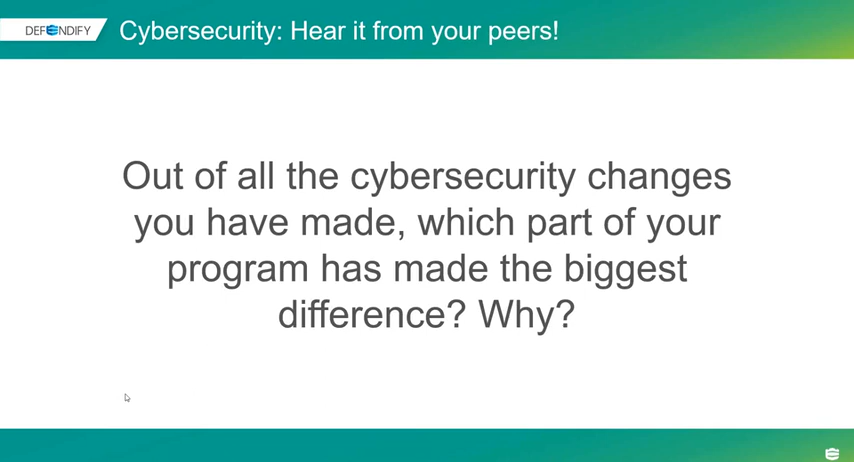 DEFENDIFY
Cybersecurity: Hear it from your peers!
Out of all the cybersecurity changes
you have made, which part of your
program has made the biggest
difference? Why?